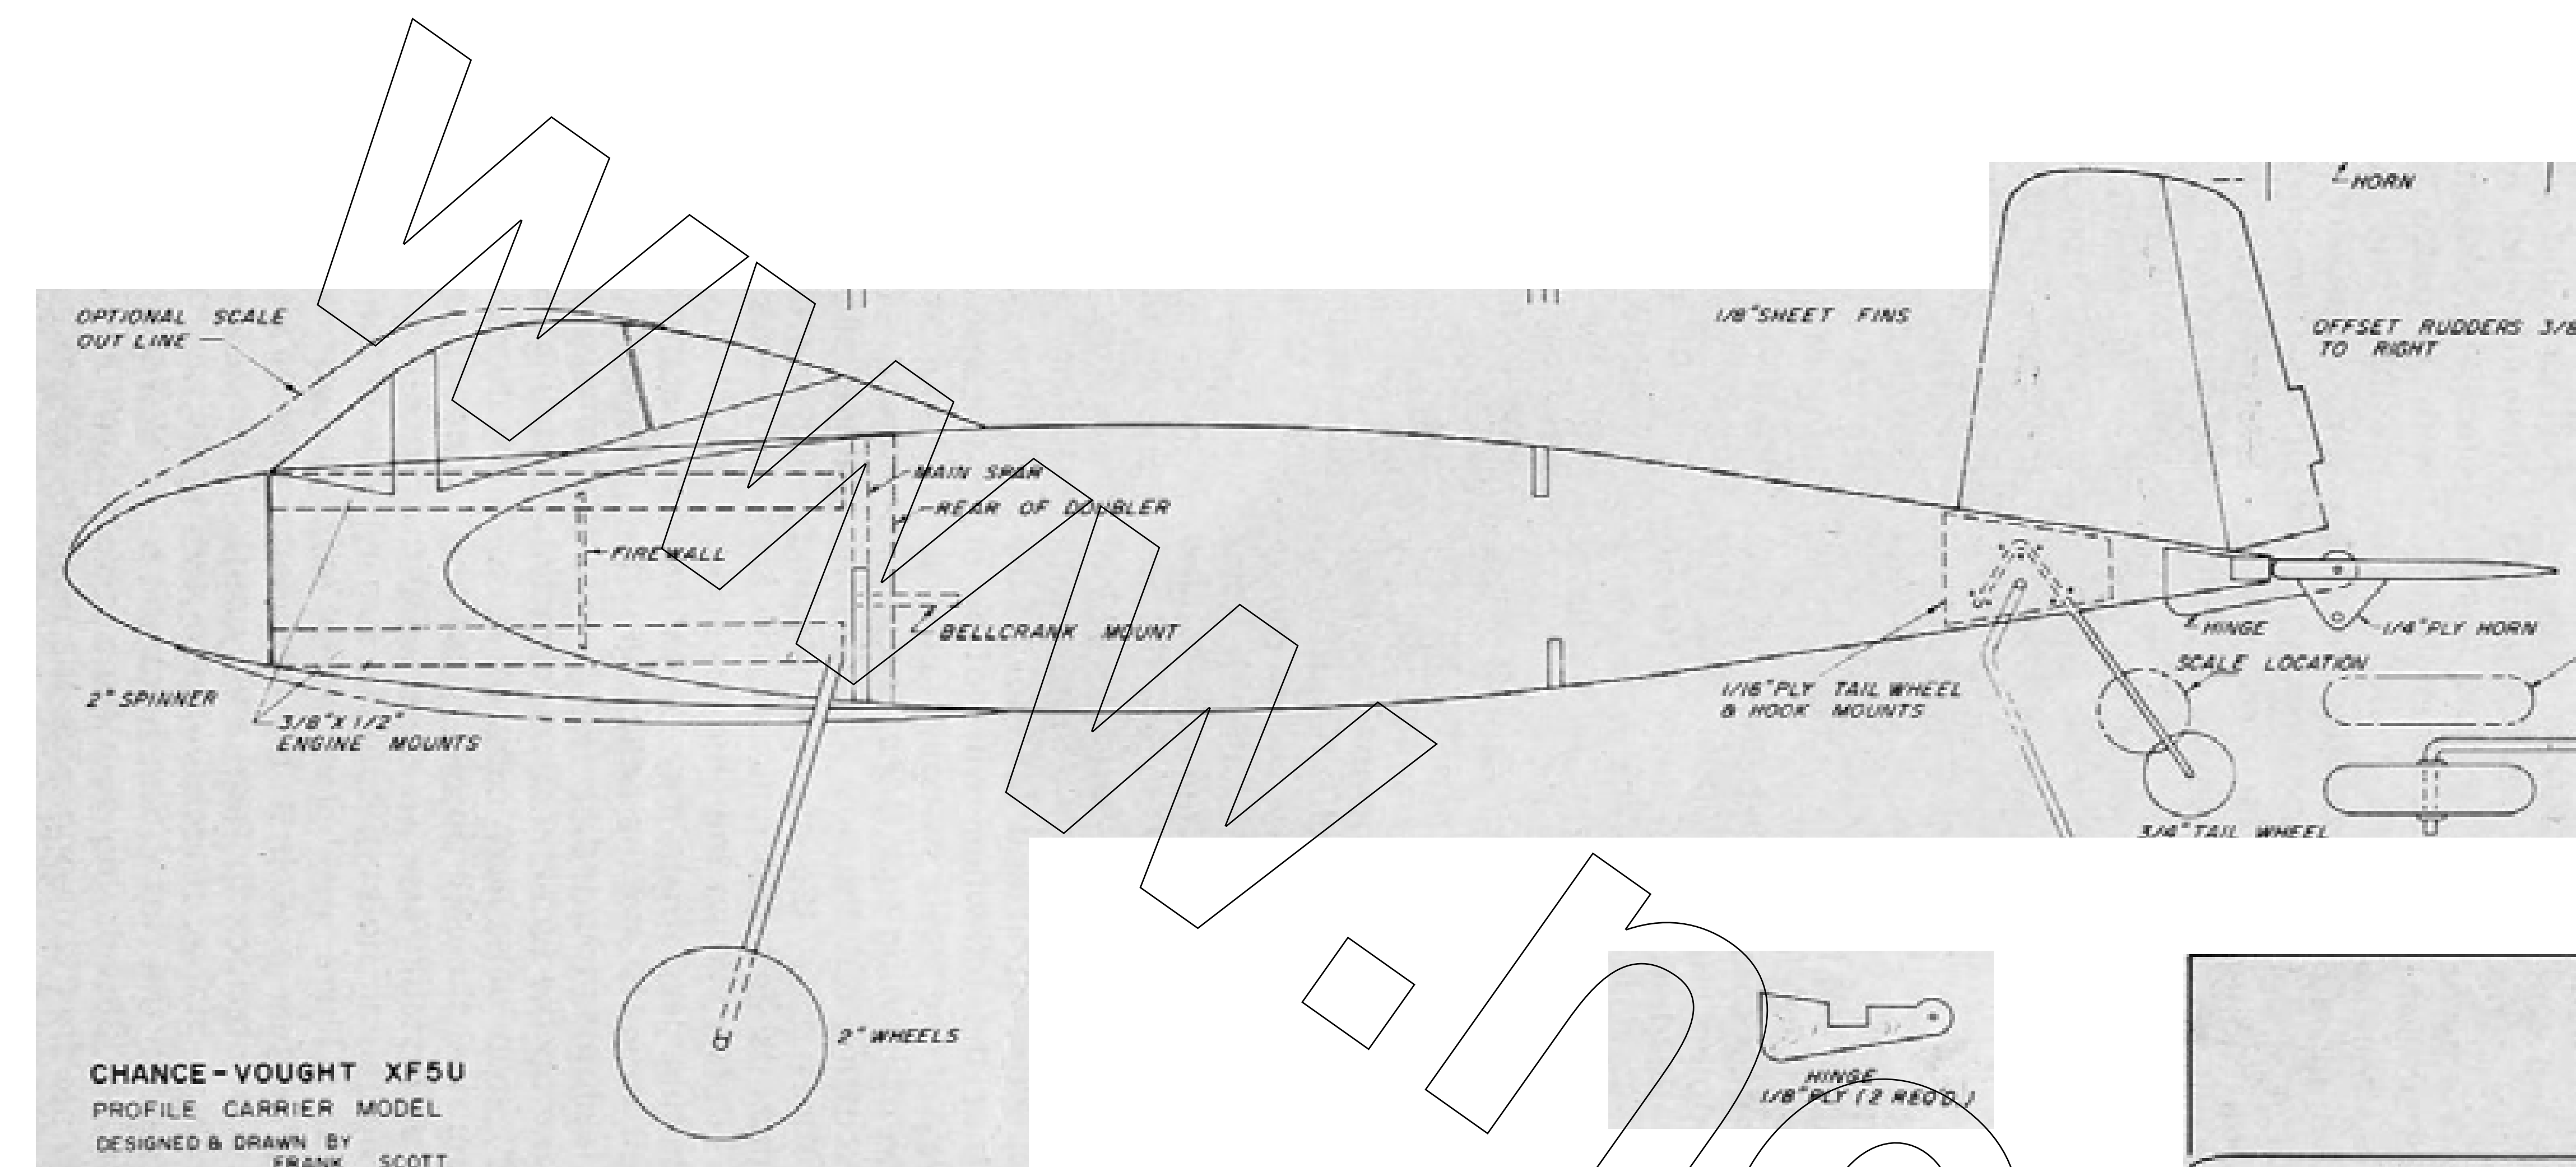 HORN
OPTIONAL SCALE
OUT LINE
1/8" SHEET FINS
OFFSET RUDDERS 3/8
TO RIGHT
MAIN SPAR
REAR OF DOUBLER
FIREWALL
BELLCRANK MOUNT
HINGE
1/4" PLY HORN
SCALE LOCATION
2" SPINNER
3/8" X 1/2"
ENGINE MOUNTS
1/16" PLY TAIL WHEEL
& HOOK MOUNTS
3/4" TAIL WHEEL
2" WHEELS
CHANCE-VOUGHT XF5U
PROFILE CARRIER MODEL
DESIGNED & DRAWN BY
FRANK SCOTT
HINGE
1/8" PLY (2 REQ'D.)
www.n